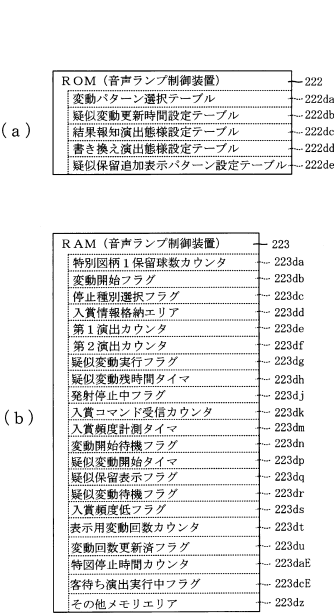 (a)
ROM(音声ランプ制御装置) 222
変動パターン選択テーブル 222da
疑似変動更新時間設定テーブル 222db
結果報知演出態様設定テーブル 222dc
書き換え演出態様設定テーブル 222dd
疑似保留追加表示パターン設定テーブル 222de
(b)
RAM(音声ランプ制御装置) 223
特別図柄1保留球数カウンタ 223da
変動開始フラグ 223db
停止種別選択フラグ 223dc
入賞情報格納エリア 223dd
第1演出カウンタ 223de
第2演出カウンタ 223df
疑似変動実行フラグ 223dg
疑似変動残時間タイマ 223dh
発射停止中フラグ 223dj
入賞コマンド受信カウンタ 223dk
入賞頻度計測タイマ 223dm
変動開始待機フラグ 223dn
疑似変動開始タイマ 223dp
疑似保留表示フラグ 223dq
疑似変動待機フラグ 223dr
入賞頻度低フラグ 223ds
表示用変動回数カウンタ 223dt
変動回数更新済フラグ 223du
特図停止時間カウンタ 223daE
客待ち演出実行中フラグ 223dcE
その他メモリエリア 223dz